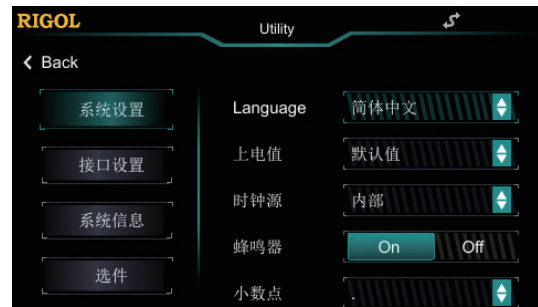 RIGOL
Utility
Back
系统设置
接口设置
系统信息
选件
Language 简体中文
上电值 默认值
时钟源 内部
蜂鸣器 On Off
小数点 .